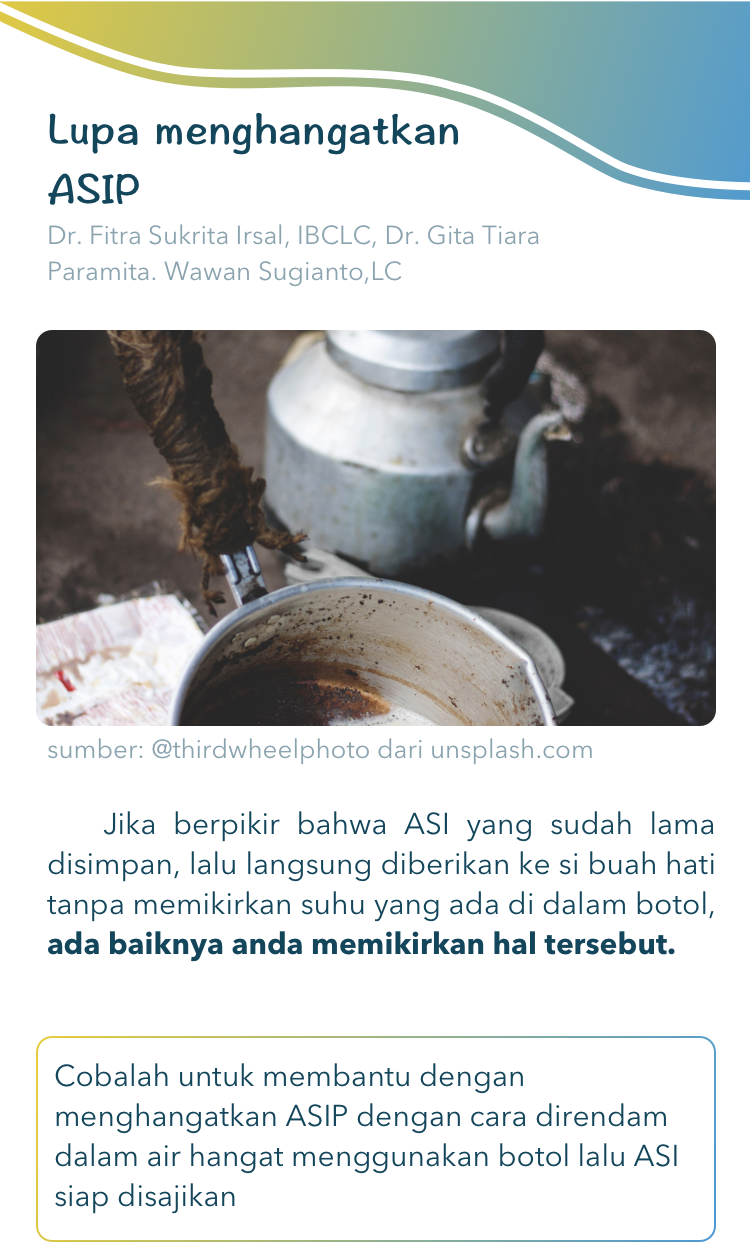 Lupa menghangatkan
ASIP
Dr. Fitra Sukrita Irsal, IBCLC, Dr. Gita Tiara
Paramita. Wawan Sugianto,LC
sumber: @thirdwheelphoto dari unsplash.com
Jika berpikir bahwa ASI yang sudah lama
disimpan, lalu langsung diberikan ke si buah hati
tanpa memikirkan suhu yang ada di dalam botol,
ada baiknya anda memikirkan hal tersebut.
Cobalah untuk membantu dengan
menghangatkan ASIP dengan cara direndam
dalam air hangat menggunakan botol lalu ASI
siap disajikan